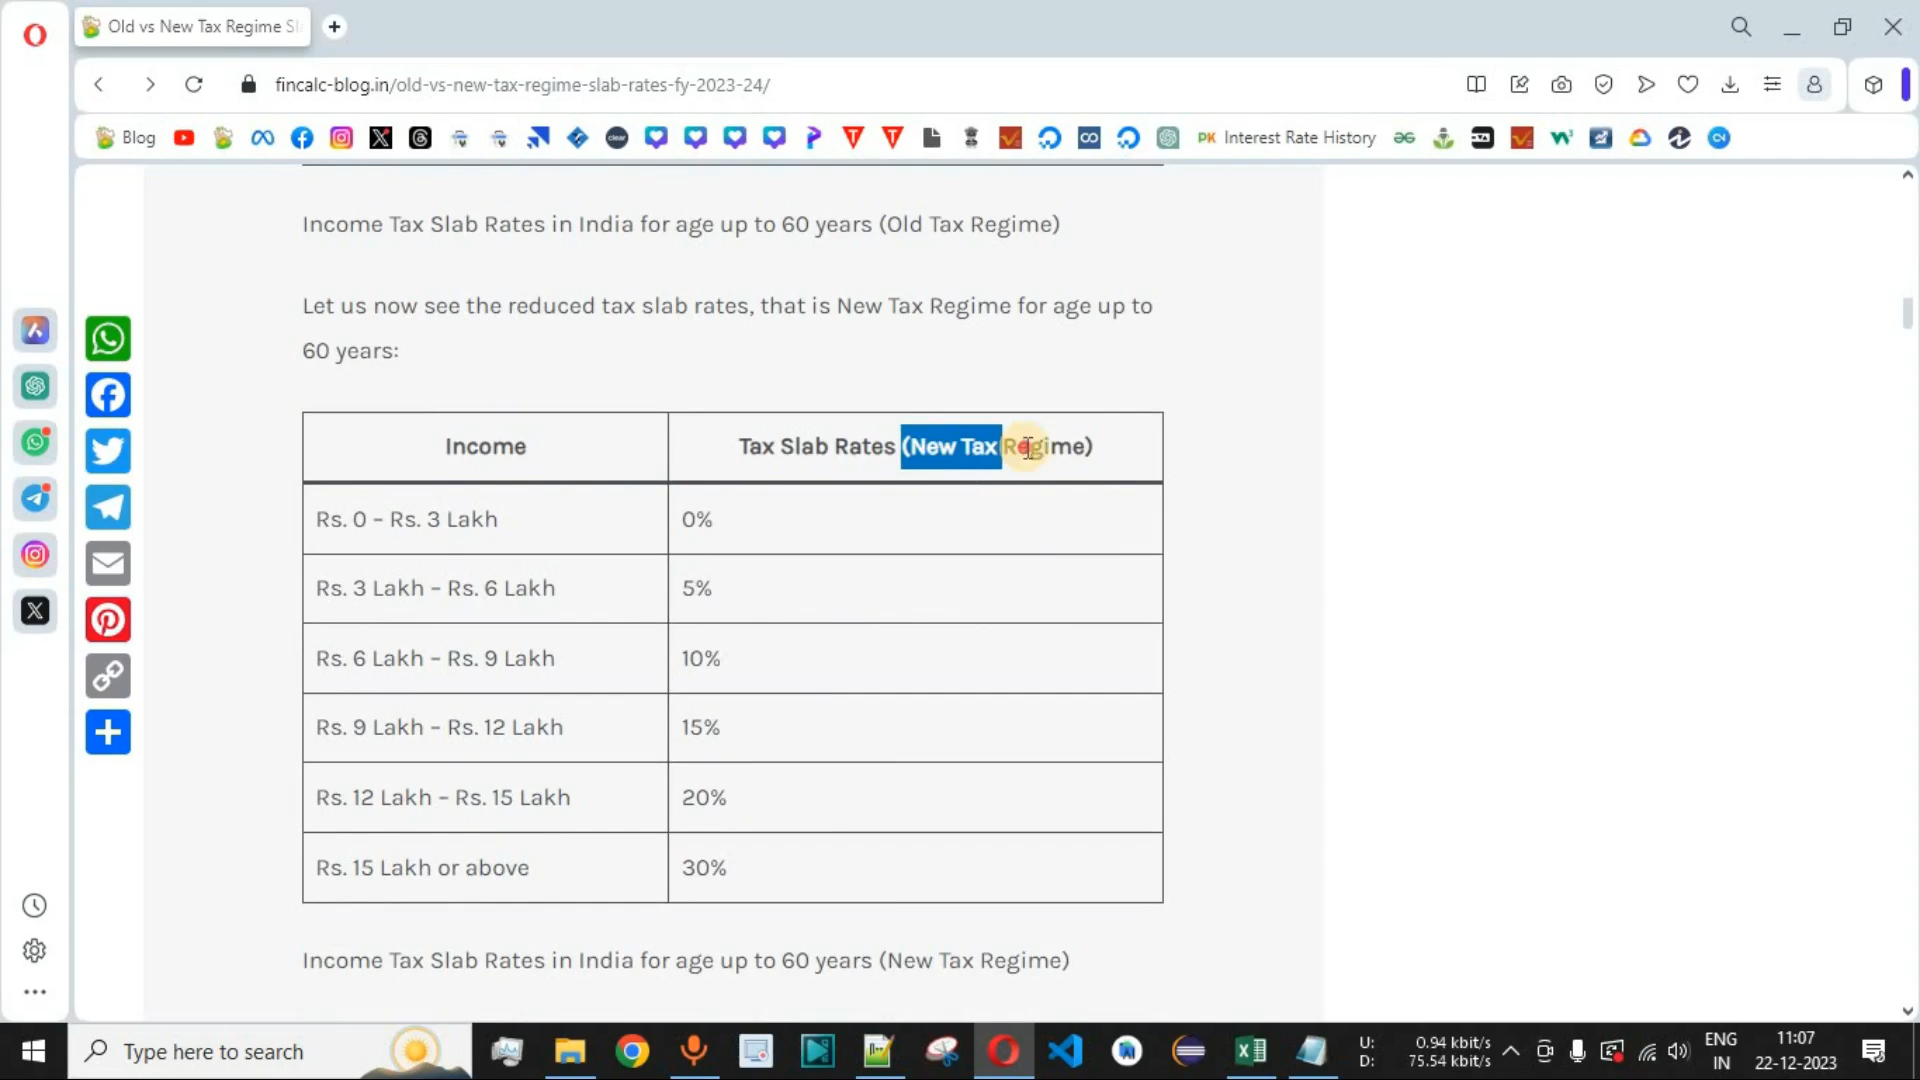 Old vs New Tax Regime Sl
fincalc-blog.in/old-vs-new-tax-regime-slab-rates-fy-2023-24/
Blog
PK Interest Rate History
Income Tax Slab Rates in India for age up to 60 years (Old Tax Regime)
Let us now see the reduced tax slab rates, that is New Tax Regime for age up to
60 years:
Income Tax Slab Rates (New Tax Regime)
Rs. 0 – Rs. 3 Lakh 0%
Rs. 3 Lakh – Rs. 6 Lakh 5%
Rs. 6 Lakh – Rs. 9 Lakh 10%
Rs. 9 Lakh – Rs. 12 Lakh 15%
Rs. 12 Lakh – Rs. 15 Lakh 20%
Rs. 15 Lakh or above 30%
Income Tax Slab Rates in India for age up to 60 years (New Tax Regime)
Type here to search
U: 0.94 kbit/s
D: 75.54 kbit/s
ENG
IN
11:07
22-12-2023